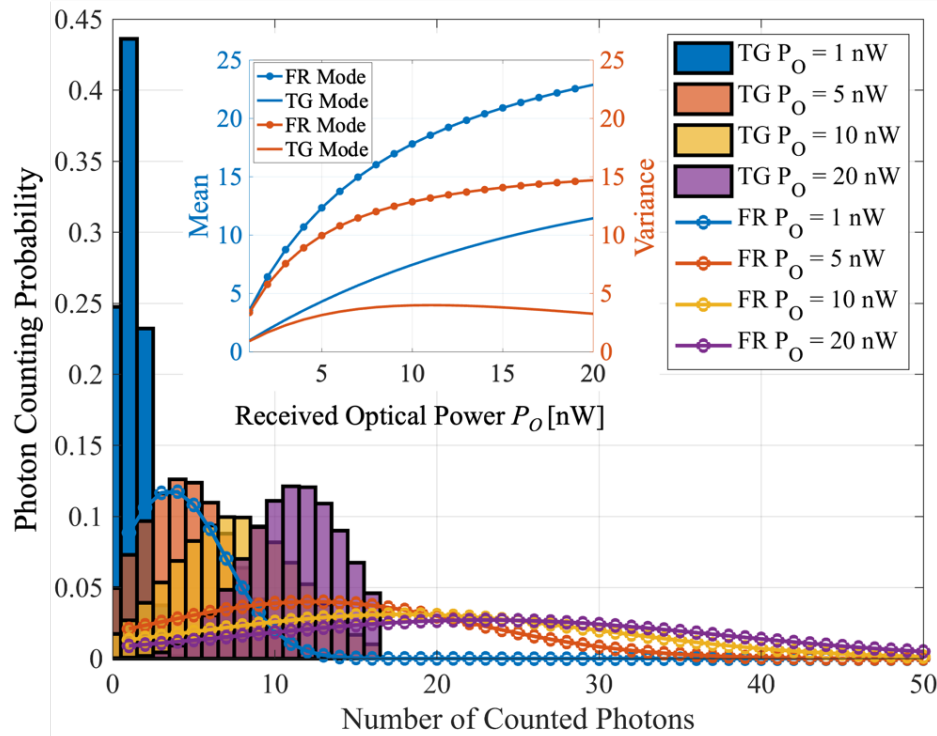 0.45
0.4
0.35
0.3
0.25
0.2
0.15
0.1
0.05
0
Photon Counting Probability
0
10
20
30
40
50
Number of Counted Photons
25
20
15
10
5
0
Mean
FR Mode
TG Mode
FR Mode
TG Mode
25
20
15
10
5
0
Variance
5
10
15
20
Received Optical Power P_O [nW]
TG P_O = 1 nW
TG P_O = 5 nW
TG P_O = 10 nW
TG P_O = 20 nW
FR P_O = 1 nW
FR P_O = 5 nW
FR P_O = 10 nW
FR P_O = 20 nW